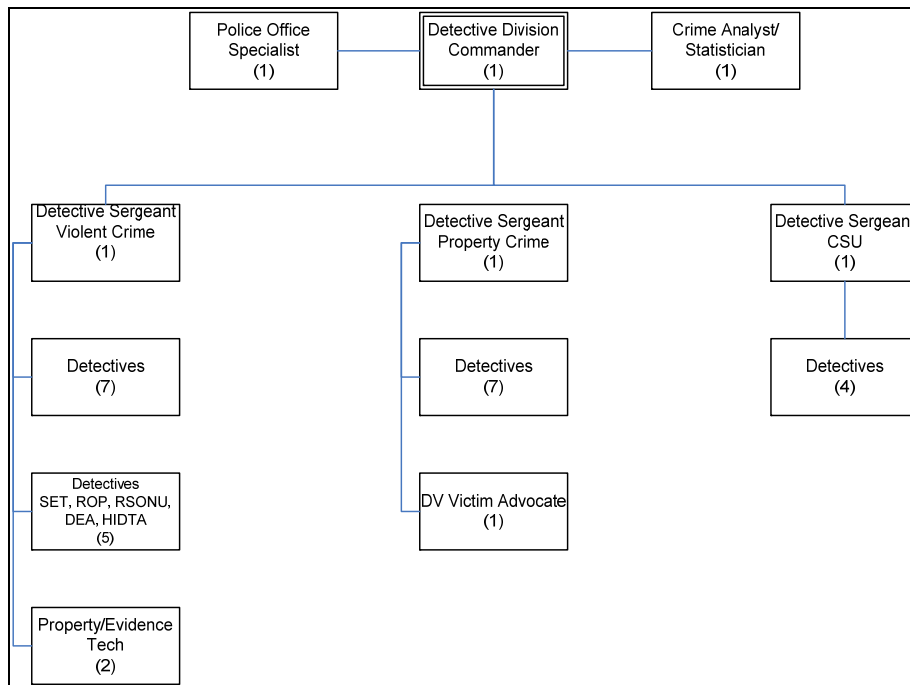 Police Office
Specialist
(1)
Detective Division
Commander
(1)
Crime Analyst/
Statistician
(1)
Detective Sergeant
Violent Crime
(1)
Detective Sergeant
Property Crime
(1)
Detective Sergeant
CSU
(1)
Detectives
(7)
Detectives
(7)
Detectives
(4)
Detectives
SET, ROP, RSONU,
DEA, HIDTA
(5)
DV Victim Advocate
(1)
Property/Evidence
Tech
(2)